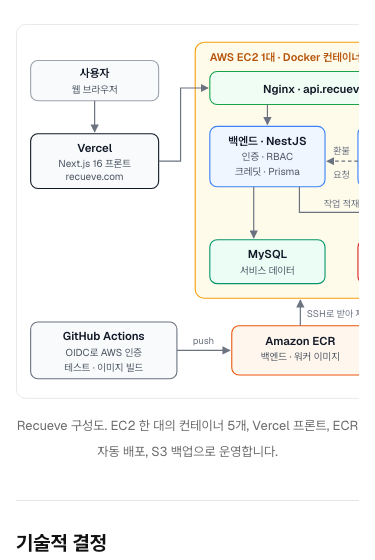 AWS EC2 1대 · Docker 컨테이너
사용자
웹 브라우저
Nginx · api.recuev
Vercel
Next.js 16 프론트
recueve.com
백엔드 · NestJS
인증 · RBAC
크레딧 · Prisma
환불
요청
작업 적재
MySQL
서비스 데이터
SSH로 받아
GitHub Actions
OIDC로 AWS 인증
테스트 · 이미지 빌드
push
Amazon ECR
백엔드 · 워커 이미지
Recueve 구성도. EC2 한 대의 컨테이너 5개, Vercel 프론트, ECR
자동 배포, S3 백업으로 운영합니다.
기술적 결정